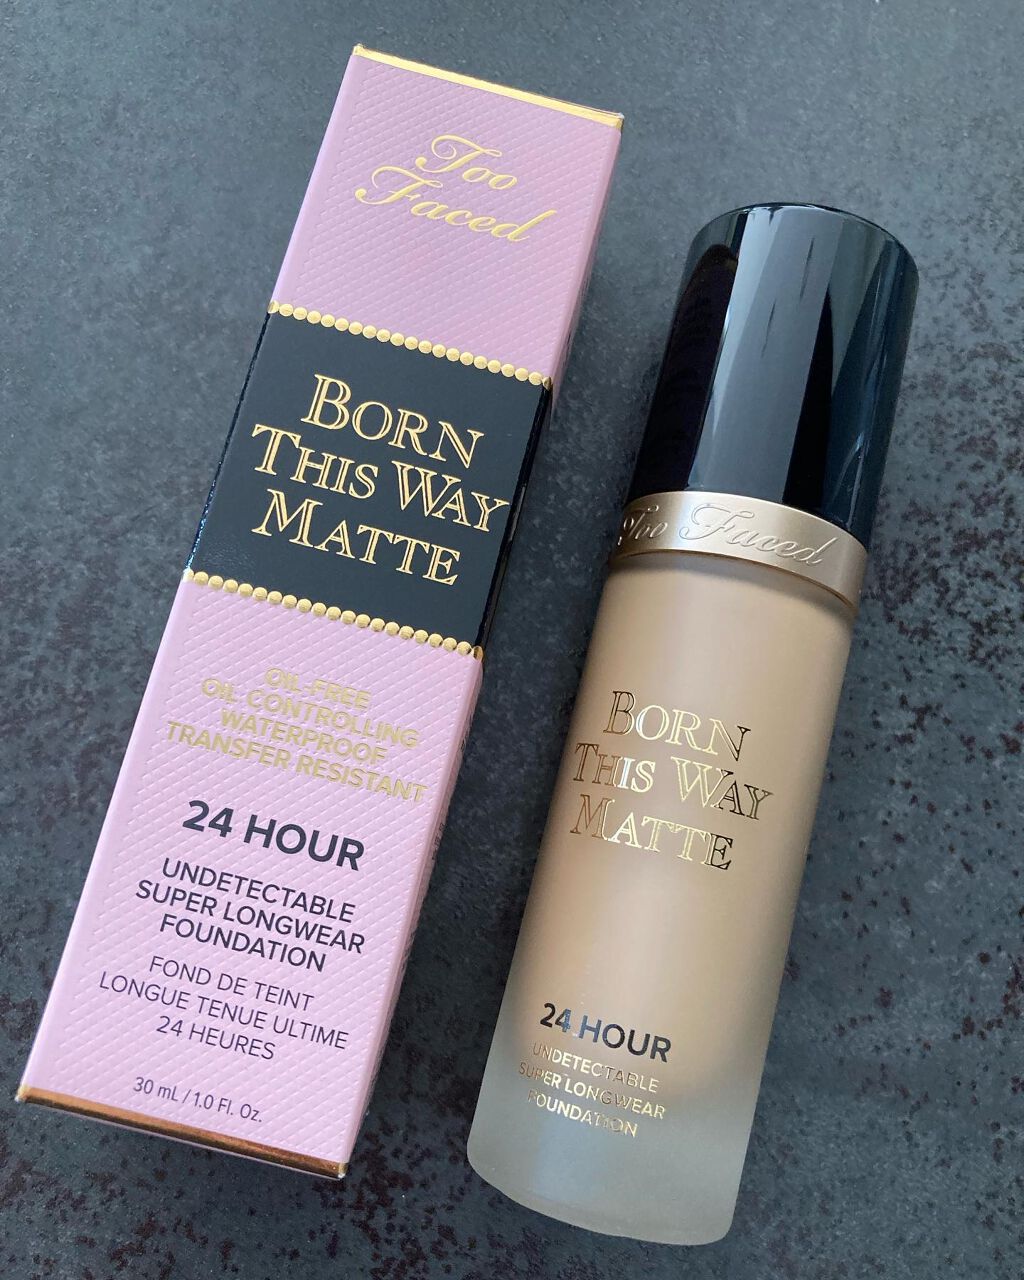 Too
Faced
BORN
THIS WAY
MATTE
OIL-FREE
OIL CONTROLLING
WATERPROOF
TRANSFER RESISTANT
24 HOUR
UNDETECTABLE
SUPER LONGWEAR
FOUNDATION
FOND DE TEINT
LONGUE TENUE ULTIME
24 HEURES
30 mL / 1.0 Fl. Oz.
Too Faced
BORN
THIS WAY
MATTE
24 HOUR
UNDETECTABLE
SUPER LONGWEAR
FOUNDATION